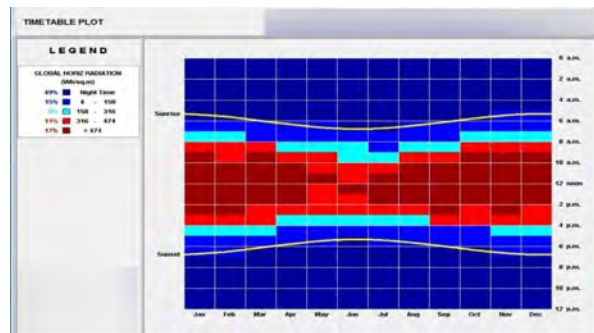 TIMETABLE PLOT
LEGEND
GLOBAL HORIZ RADIATION
(Wh/sq.m)
49% Night Time
15% 4 - 158
8% 158 - 316
11% 316 - 474
17% > 474
Sunrise
Sunset
0 a.m.
2 a.m.
4 a.m.
6 a.m.
8 a.m.
10 a.m.
12 noon
2 p.m.
4 p.m.
6 p.m.
8 p.m.
10 p.m.
12 p.m.
Jan Feb Mar Apr May Jun Jul Aug Sep Oct Nov Dec